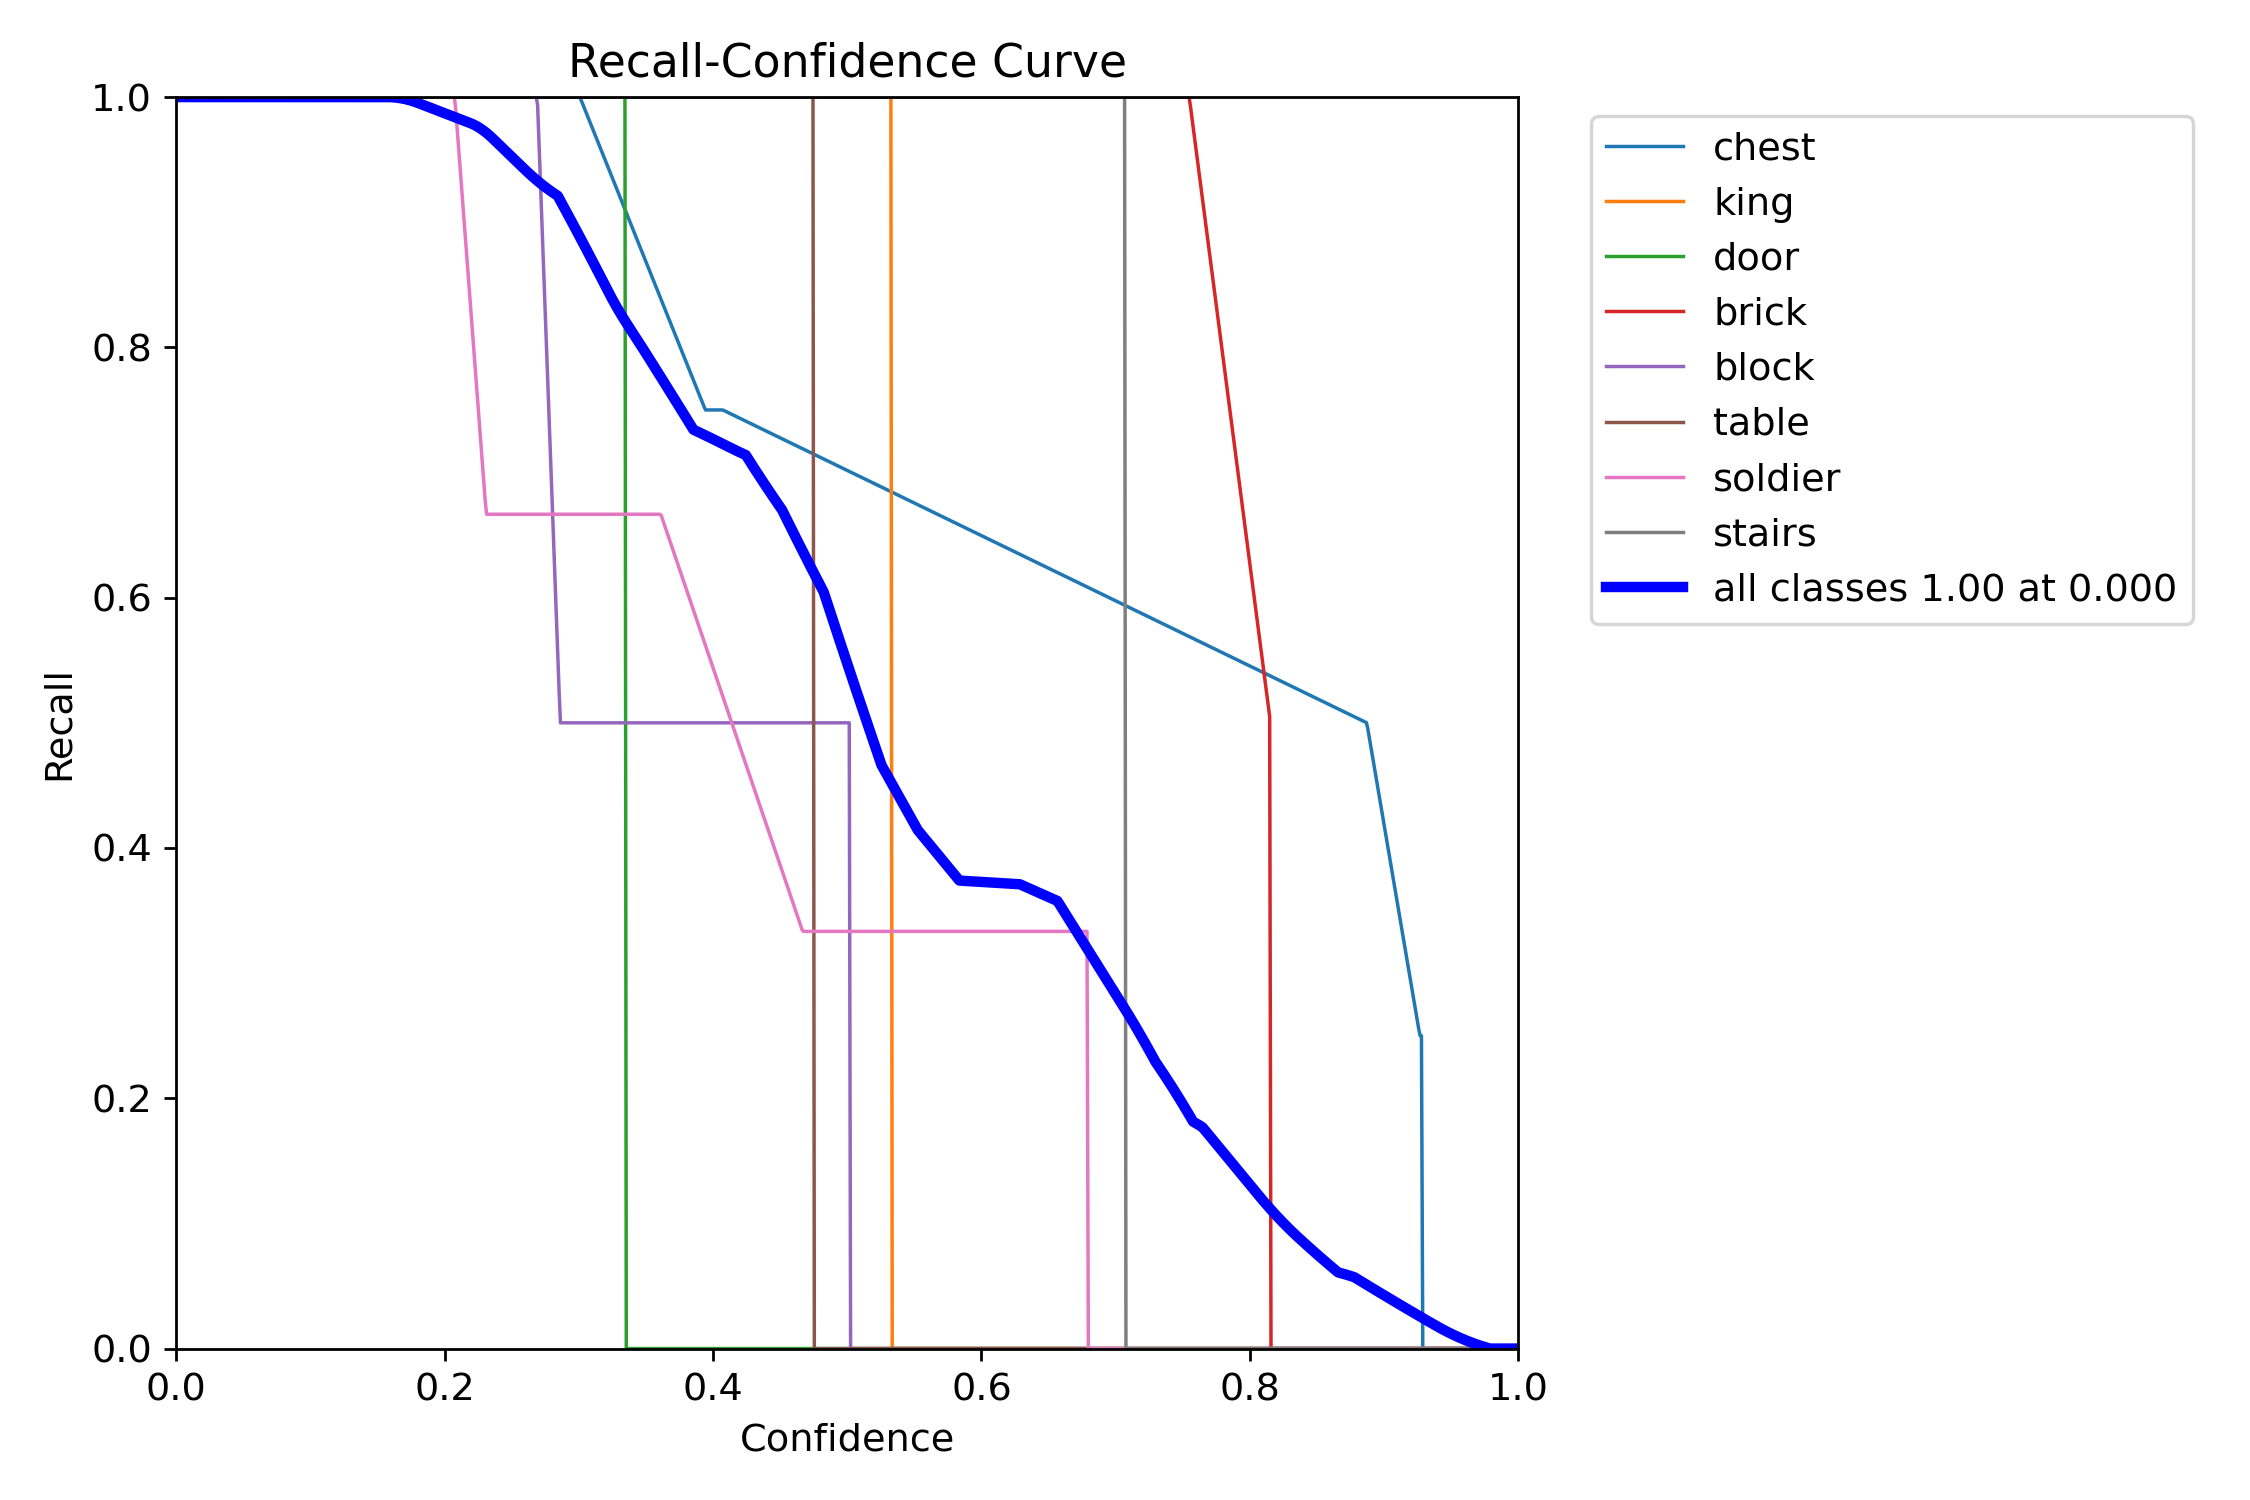 Recall-Confidence Curve
1.0
0.8
0.6
0.4
0.2
0.0
Recall
0.0 0.2 0.4 0.6 0.8 1.0
Confidence
chest
king
door
brick
block
table
soldier
stairs
all classes 1.00 at 0.000